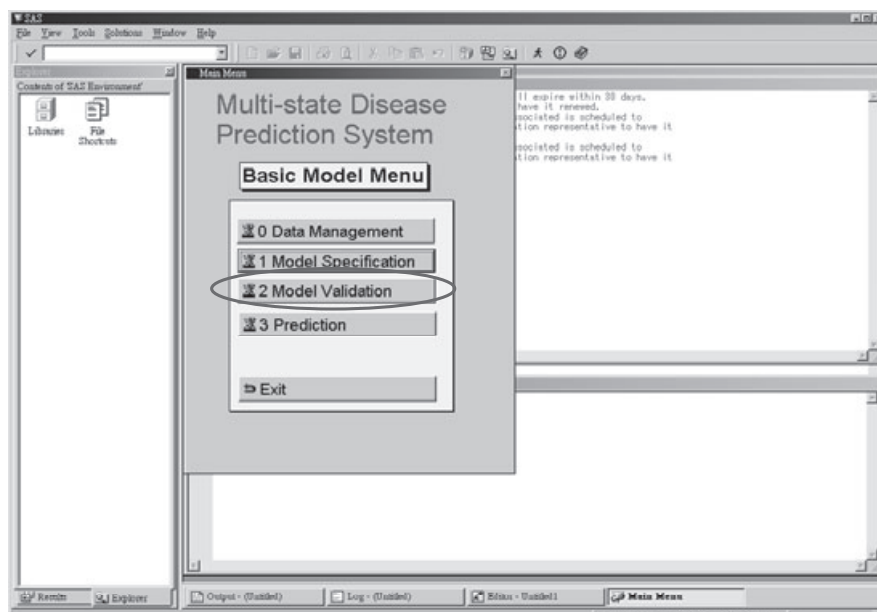 SAS
File View Tools Solutions Window Help
Explorer
Contents of 'SAS Environment'
Libraries
File Shortcuts
Main Menu
Multi-state Disease
Prediction System
Basic Model Menu
0 Data Management
1 Model Specification
2 Model Validation
3 Prediction
Exit
ll expire within 30 days.
have it renewed.
ssociated is scheduled to
tion representative to have it
ssociated is scheduled to
tion representative to have it
Results
Explorer
Output - (Untitled)
Log - (Untitled)
Editor - Untitled1
Main Menu